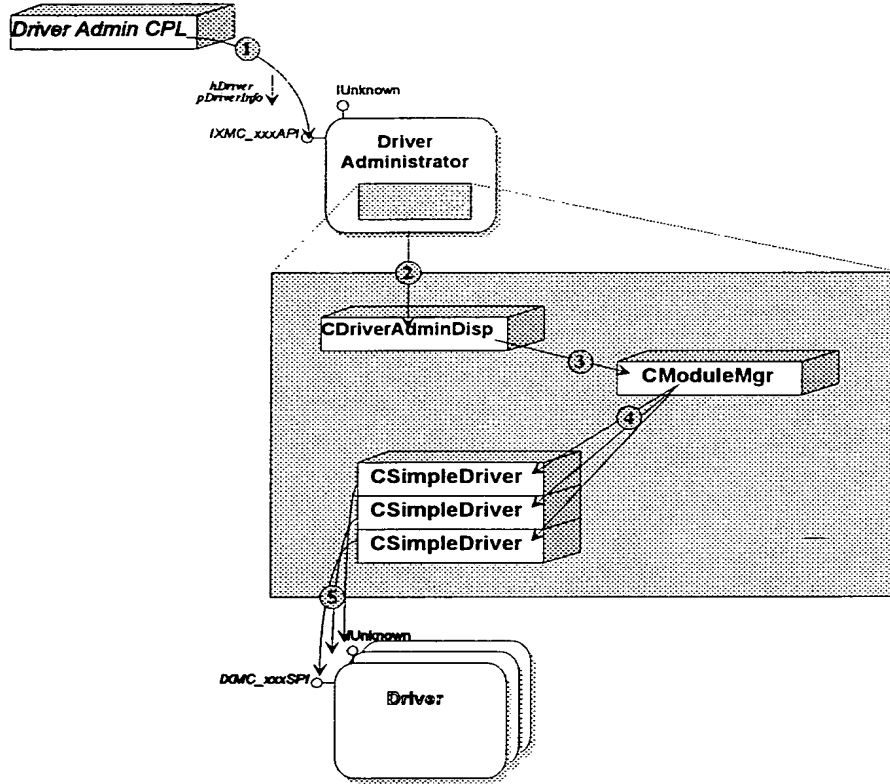 Driver Admin CPL
1
hDriver
pDriverInfo
IUnknown
IXMC_xxxAPI
Driver
Administrator
2
CDriverAdminDisp
3
CModuleMgr
4
CSimpleDriver
CSimpleDriver
CSimpleDriver
5
IUnknown
IXMC_xxxSPI
Driver